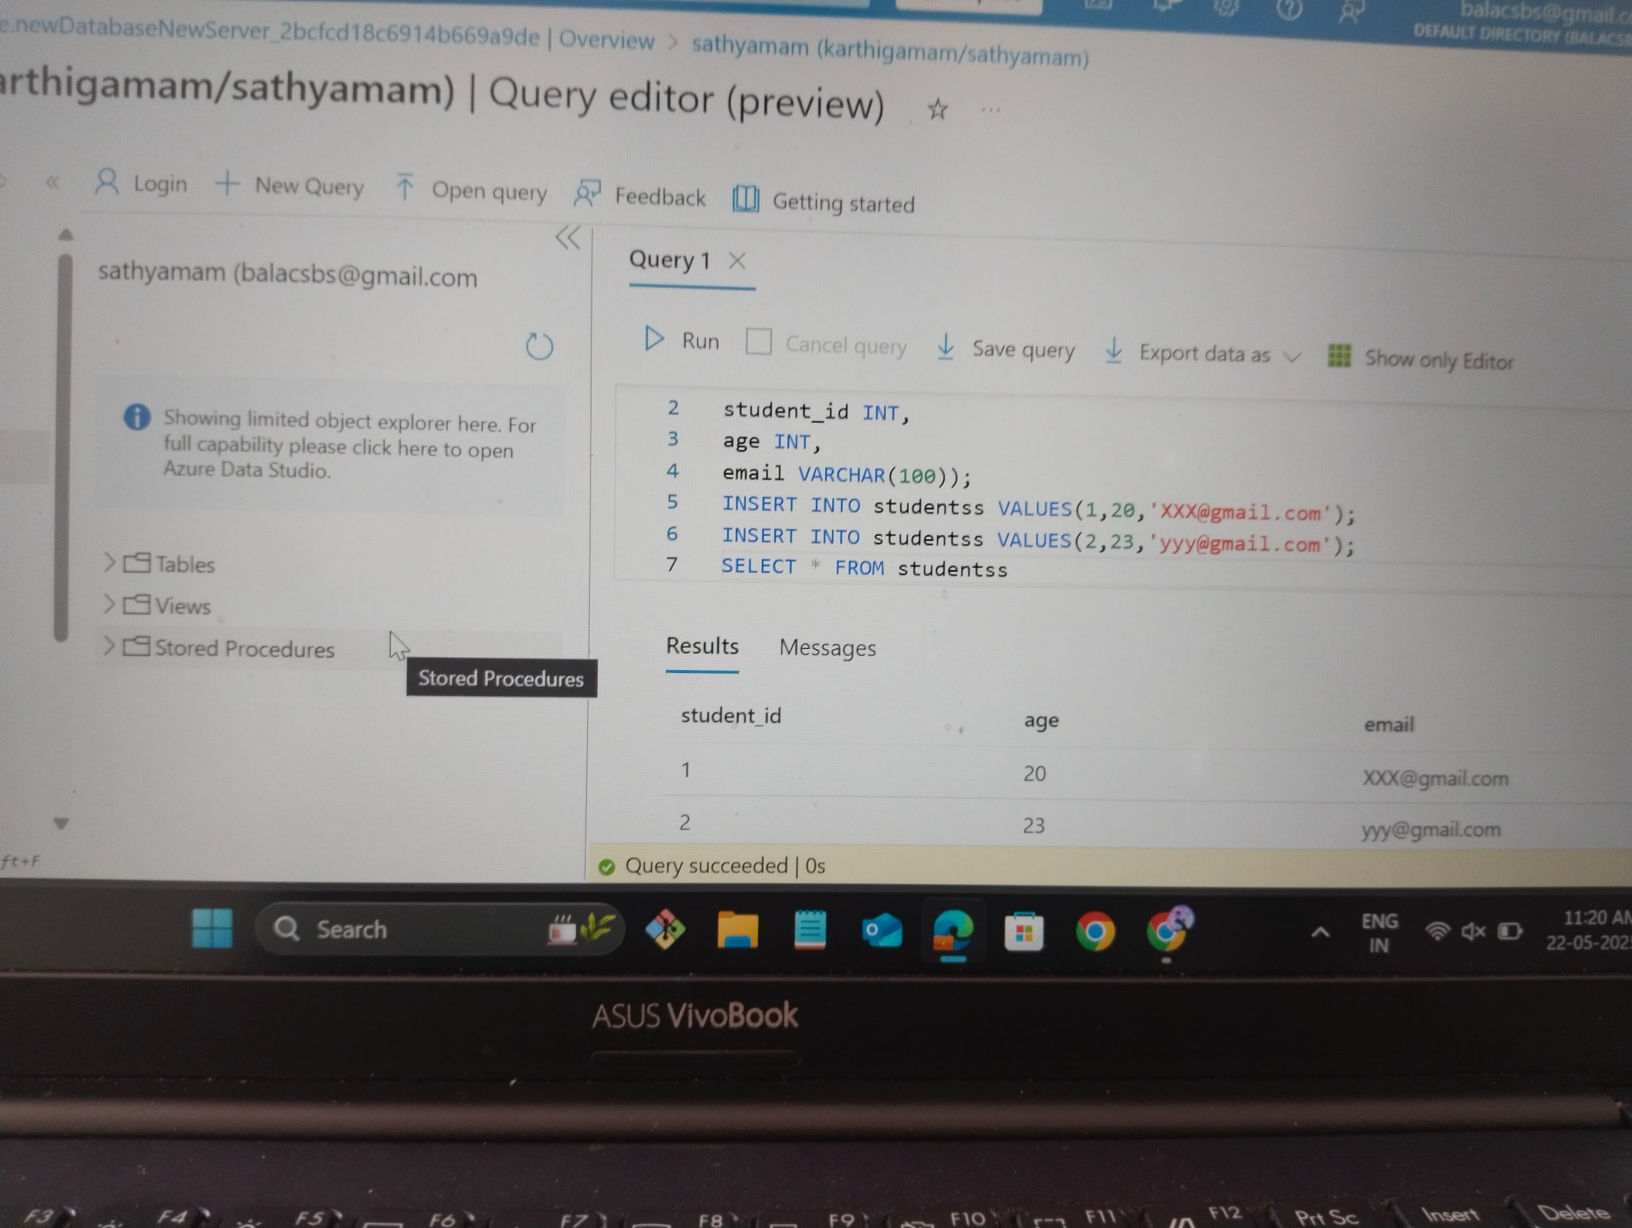 e.newDatabaseNewServer_2bcfcd18c6914b669a9de | Overview > sathyamam (karthigamam/sathyamam)
balacsbs@gmail.c
DEFAULT DIRECTORY (BALACSB
arthigamam/sathyamam) | Query editor (preview)
Login New Query Open query Feedback Getting started
sathyamam (balacsbs@gmail.com
Showing limited object explorer here. For
full capability please click here to open
Azure Data Studio.
Tables
Views
Stored Procedures
Stored Procedures
ft+F
Query 1
Run Cancel query Save query Export data as Show only Editor
2 student_id INT,
3 age INT,
4 email VARCHAR(100));
5 INSERT INTO studentss VALUES(1,20,'XXX@gmail.com');
6 INSERT INTO studentss VALUES(2,23,'yyy@gmail.com');
7 SELECT * FROM studentss
Results Messages
student_id age email
1 20 XXX@gmail.com
2 23 yyy@gmail.com
Query succeeded | 0s
Search
ENG
IN
11:20 AM
22-05-202
ASUS VivoBook
F3 F4 F5 F6 F7 F8 F9 F10 F11 F12 Prt Sc Insert Delete